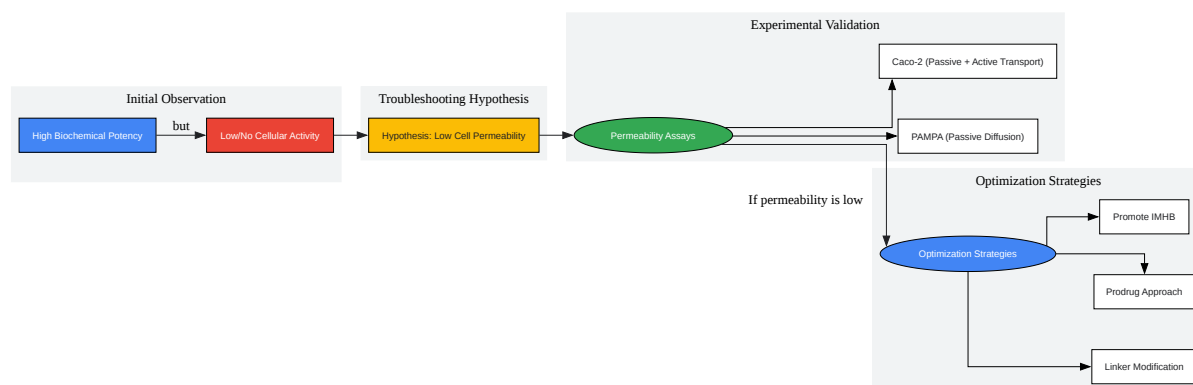 Experimental Validation
Caco-2 (Passive + Active Transport)
Initial Observation
Troubleshooting Hypothesis
High Biochemical Potency
but
Low/No Cellular Activity
Hypothesis: Low Cell Permeability
Permeability Assays
PAMPA (Passive Diffusion)
Optimization Strategies
If permeability is low
Promote IMHB
Optimization Strategies
Prodrug Approach
Linker Modification